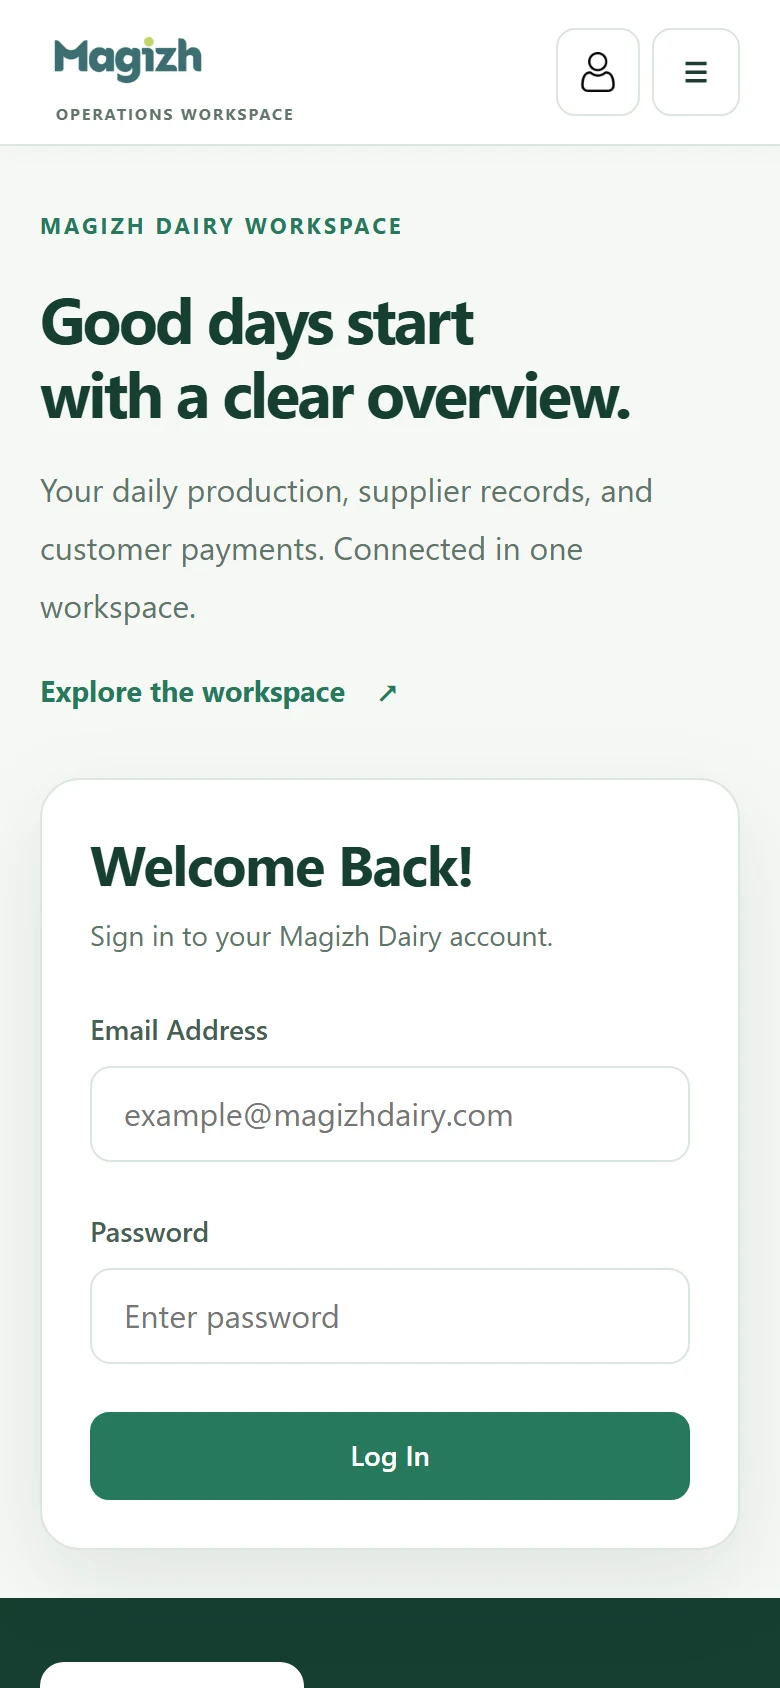 Magizh
OPERATIONS WORKSPACE
MAGIZH DAIRY WORKSPACE
Good days start
with a clear overview.
Your daily production, supplier records, and
customer payments. Connected in one
workspace.
Explore the workspace ↗
Welcome Back!
Sign in to your Magizh Dairy account.
Email Address
example@magizhdairy.com
Password
Enter password
Log In